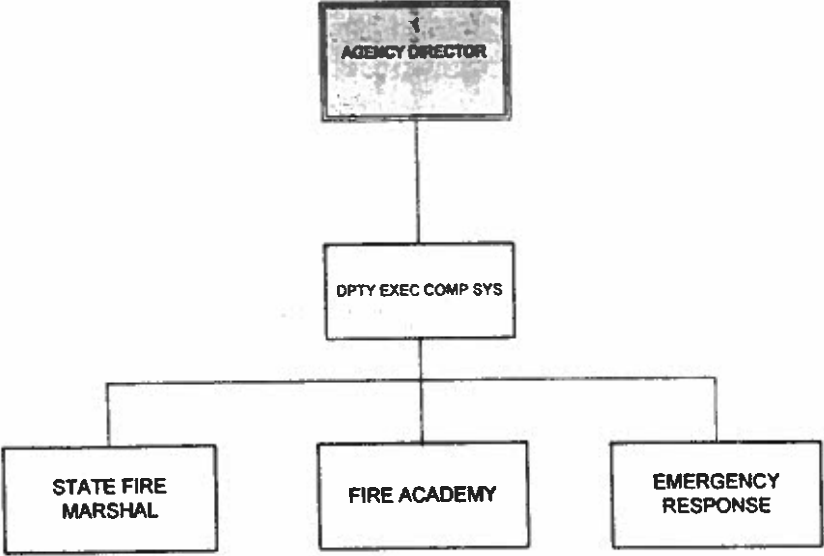 AGENCY DIRECTOR
DPTY EXEC COMP SYS
STATE FIRE
MARSHAL
FIRE ACADEMY
EMERGENCY
RESPONSE